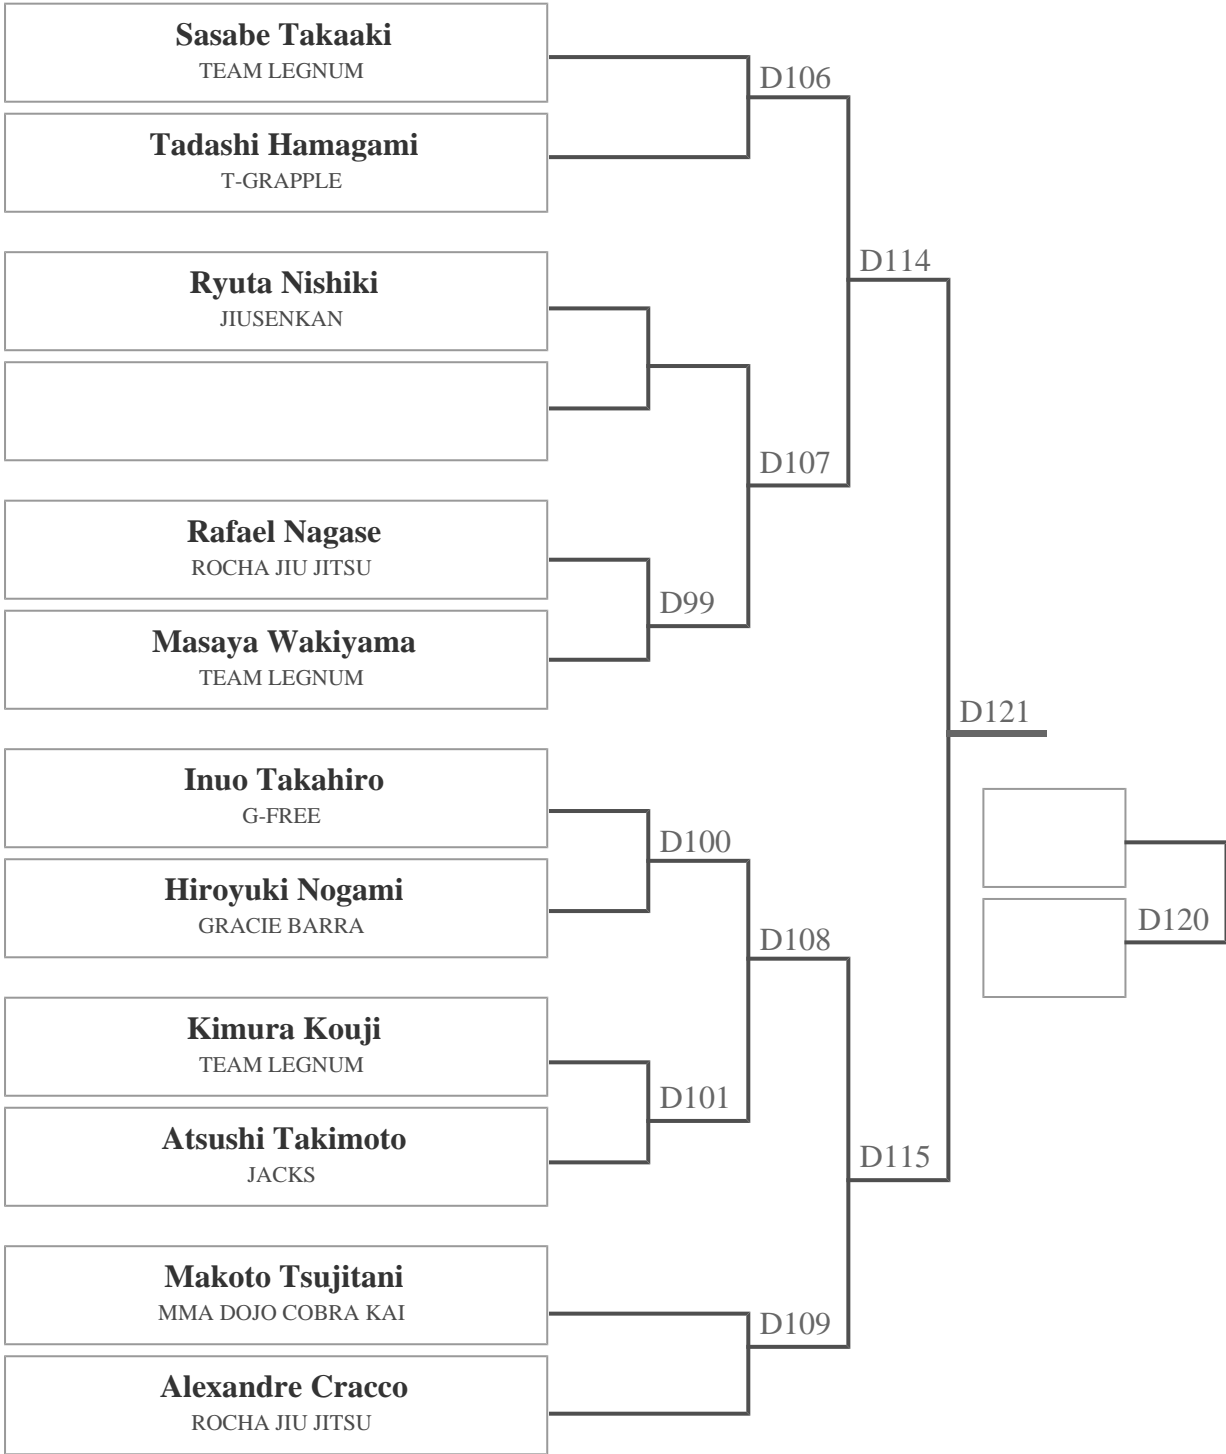 Sasabe Takaaki
TEAM LEGNUM
D106
Tadashi Hamagami
T-GRAPPLE
D114
Ryuta Nishiki
JIUSENKAN
D107
Rafael Nagase
ROCHA JIU JITSU
D99
Masaya Wakiyama
TEAM LEGNUM
D121
Inuo Takahiro
G-FREE
D100
Hiroyuki Nogami
GRACIE BARRA
D108
D120
Kimura Kouji
TEAM LEGNUM
D101
Atsushi Takimoto
JACKS
D115
Makoto Tsujitani
MMA DOJO COBRA KAI
D109
Alexandre Cracco
ROCHA JIU JITSU